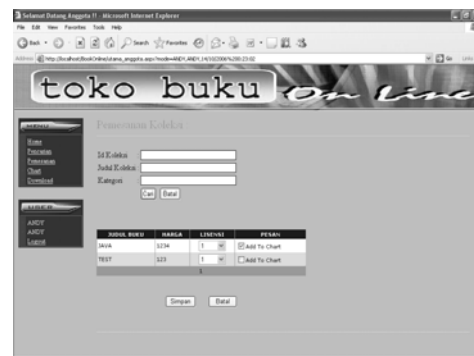 Selamat Datang Anggota !! - Microsoft Internet Explorer
File Edit View Favorites Tools Help
Back Search Favorites
Address Go
toko buku On Line
MENU
Home
Pencarian
Pemesanan
Chart
Download
USER
ANDY
ANDY
Logout
Pemesanan Koleksi
Id Koleksi :
Judul Koleksi :
Kategori :
Cari Batal
JUDUL BUKU HARGA LISENSI PESAN
JAVA 1234 1 Add To Chart
TEST 123 1 Add To Chart
1
Simpan Batal